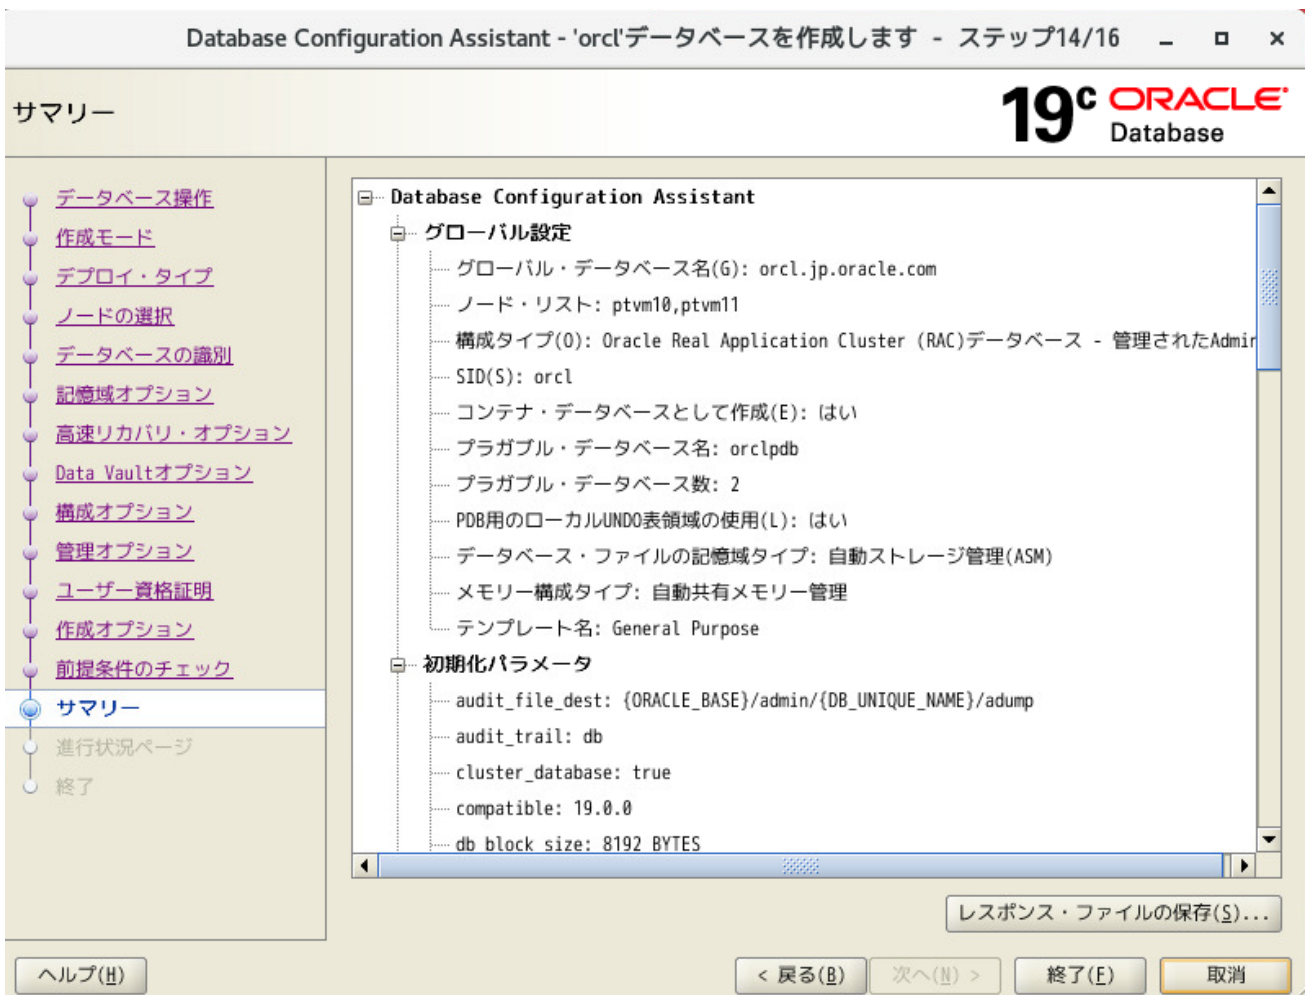 Database Configuration Assistant - 'orcl'データベースを作成します - ステップ14/16
サマリー
19c ORACLE
Database
データベース操作
作成モード
デプロイ・タイプ
ノードの選択
データベースの識別
記憶域オプション
高速リカバリ・オプション
Data Vaultオプション
構成オプション
管理オプション
ユーザー資格証明
作成オプション
前提条件のチェック
サマリー
進行状況ページ
終了
Database Configuration Assistant
グローバル設定
グローバル・データベース名(G): orcl.jp.oracle.com
ノード・リスト: ptvm10,ptvm11
構成タイプ(O): Oracle Real Application Cluster (RAC)データベース - 管理されたAdmin
SID(S): orcl
コンテナ・データベースとして作成(E): はい
プラガブル・データベース名: orclpdb
プラガブル・データベース数: 2
PDB用のローカルUNDO表領域の使用(L): はい
データベース・ファイルの記憶域タイプ: 自動ストレージ管理(ASM)
メモリー構成タイプ: 自動共有メモリー管理
テンプレート名: General Purpose
初期化パラメータ
audit_file_dest: {ORACLE_BASE}/admin/{DB_UNIQUE_NAME}/adump
audit_trail: db
cluster_database: true
compatible: 19.0.0
db_block_size: 8192 BYTES
レスポンス・ファイルの保存(S)...
ヘルプ(H)
< 戻る(B)
次へ(N) >
終了(F)
取消